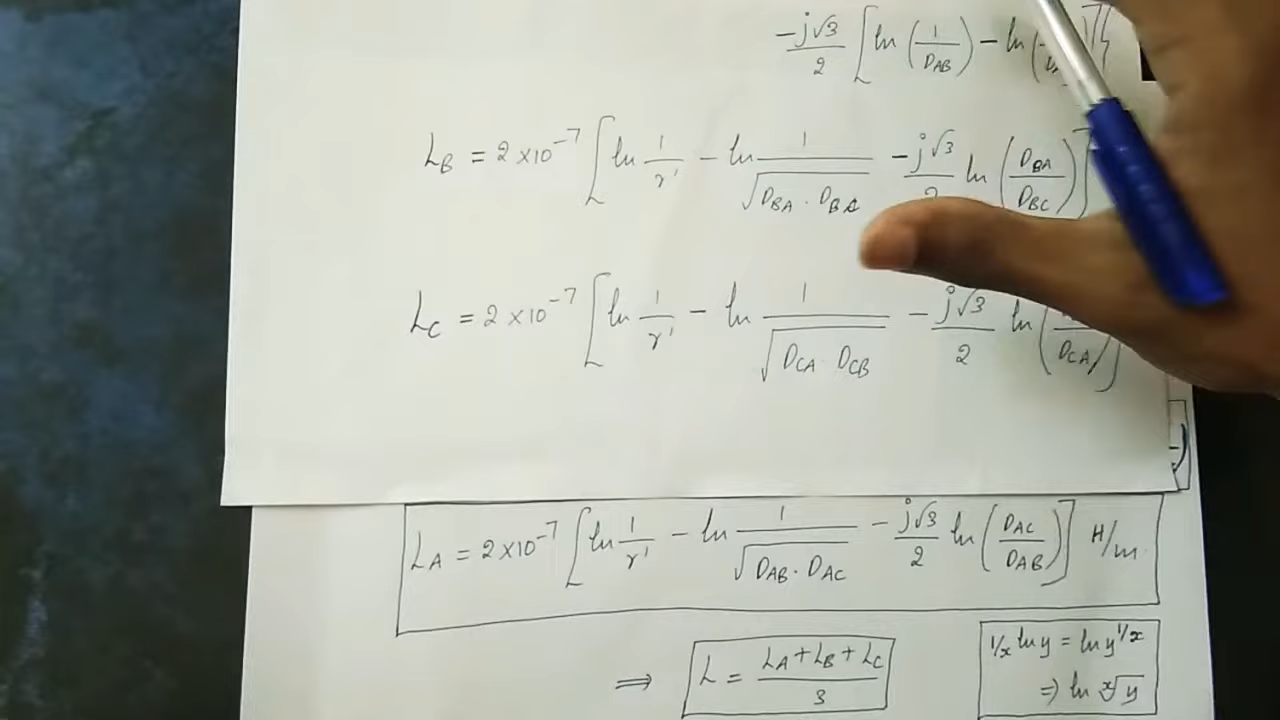 -j√3/2 [ln (1/D_AB) - ln
L_B = 2×10^-7 [ln 1/r' - ln 1/√(D_BA · D_BC) - j√3/2 ln (D_BA/D_BC)]
L_C = 2×10^-7 [ln 1/r' - ln 1/√(D_CA D_CB) - j√3/2 ln ( /D_CA)]
L_A = 2×10^-7 [ln 1/r' - ln 1/√(D_AB · D_AC) - j√3/2 ln (D_AC/D_AB)] H/m
⇒ L = (L_A + L_B + L_C)/3
1/x ln y = ln y^1/x
⇒ ln ˣ√y